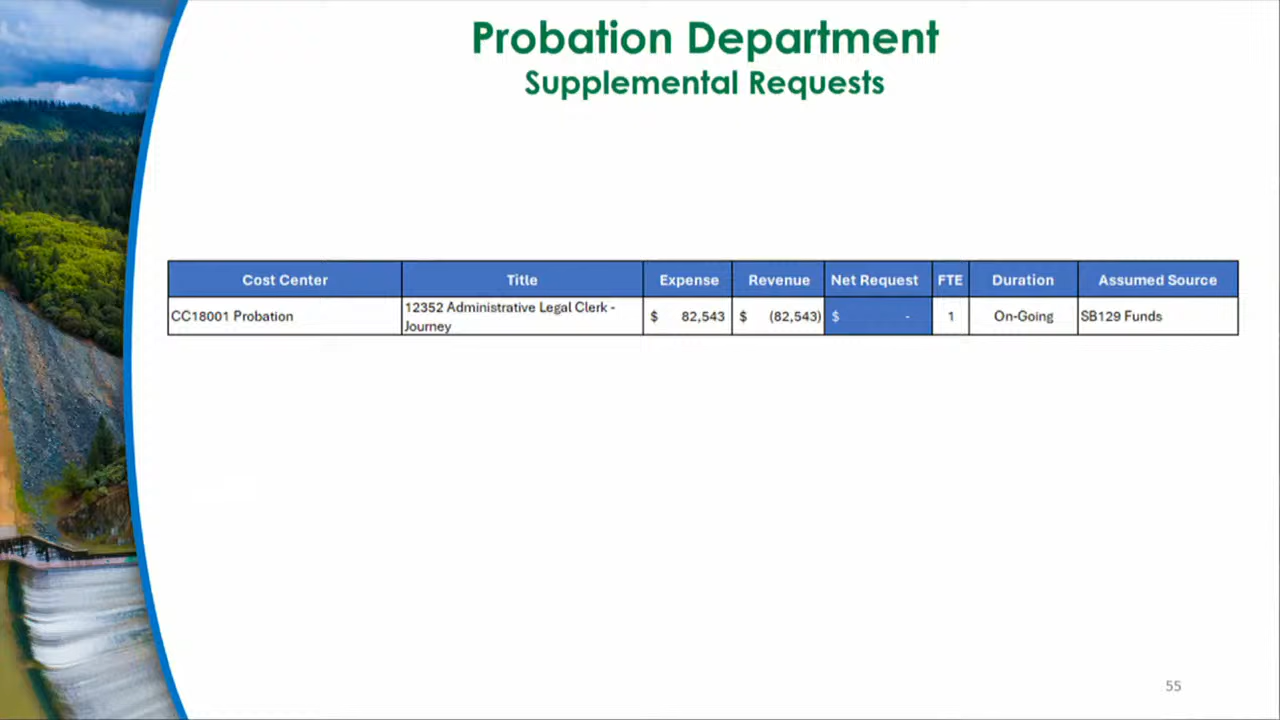 Probation Department
Supplemental Requests
Cost Center Title Expense Revenue Net Request FTE Duration Assumed Source
CC18001 Probation 12352 Administrative Legal Clerk - Journey $ 82,543 $ (82,543) $ - 1 On-Going SB129 Funds
55